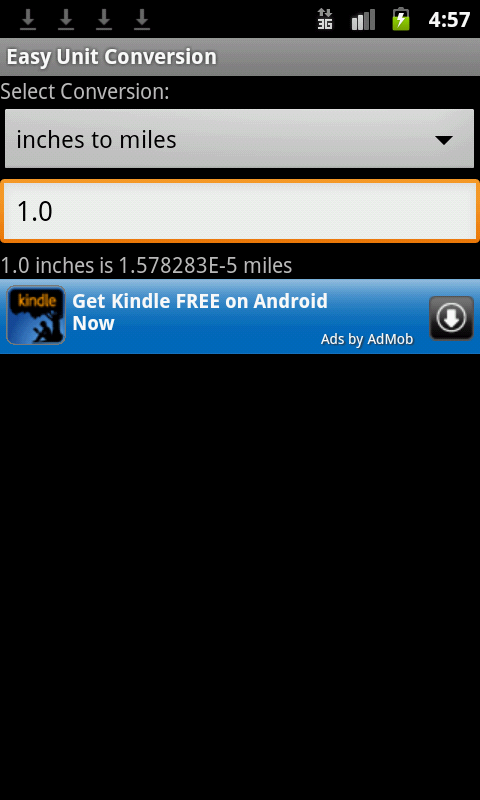 3G
4:57
Easy Unit Conversion
Select Conversion:
inches to miles
1.0
1.0 inches is 1.578283E-5 miles
kindle
Get Kindle FREE on Android
Now
Ads by AdMob